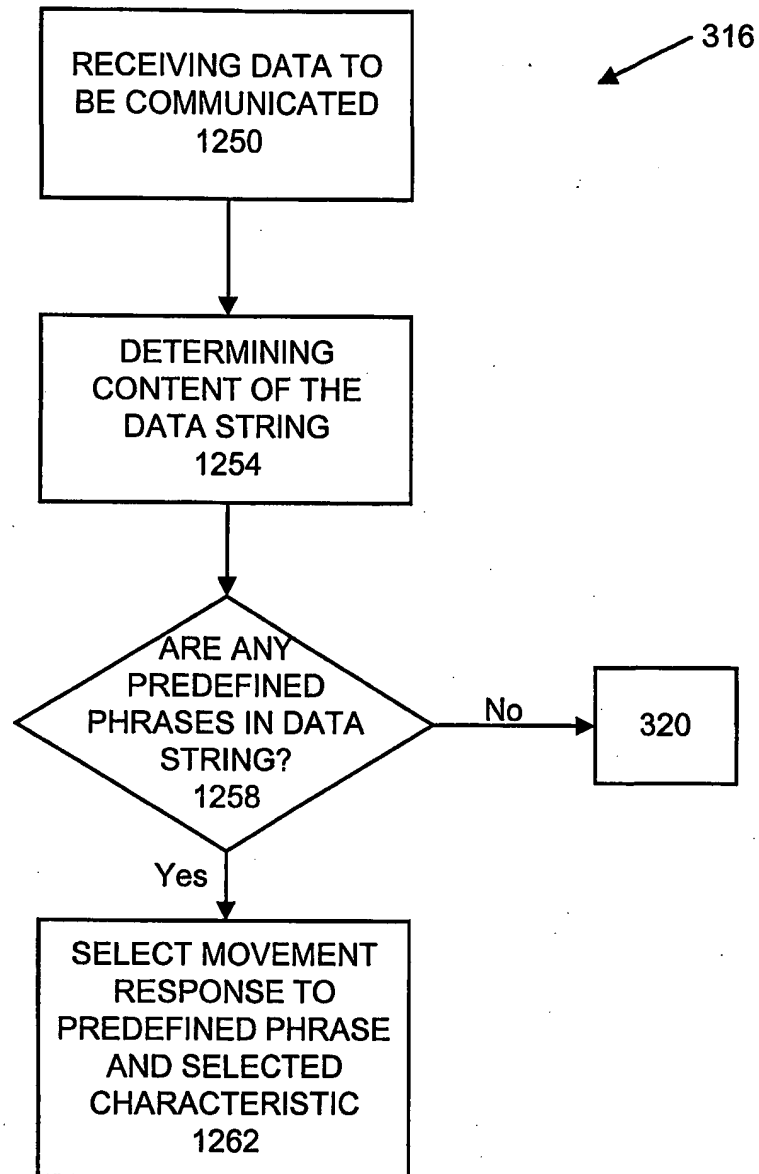 316
RECEIVING DATA TO
BE COMMUNICATED
1250
DETERMINING
CONTENT OF THE
DATA STRING
1254
ARE ANY
PREDEFINED
PHRASES IN DATA
STRING?
1258
No
320
Yes
SELECT MOVEMENT
RESPONSE TO
PREDEFINED PHRASE
AND SELECTED
CHARACTERISTIC
1262